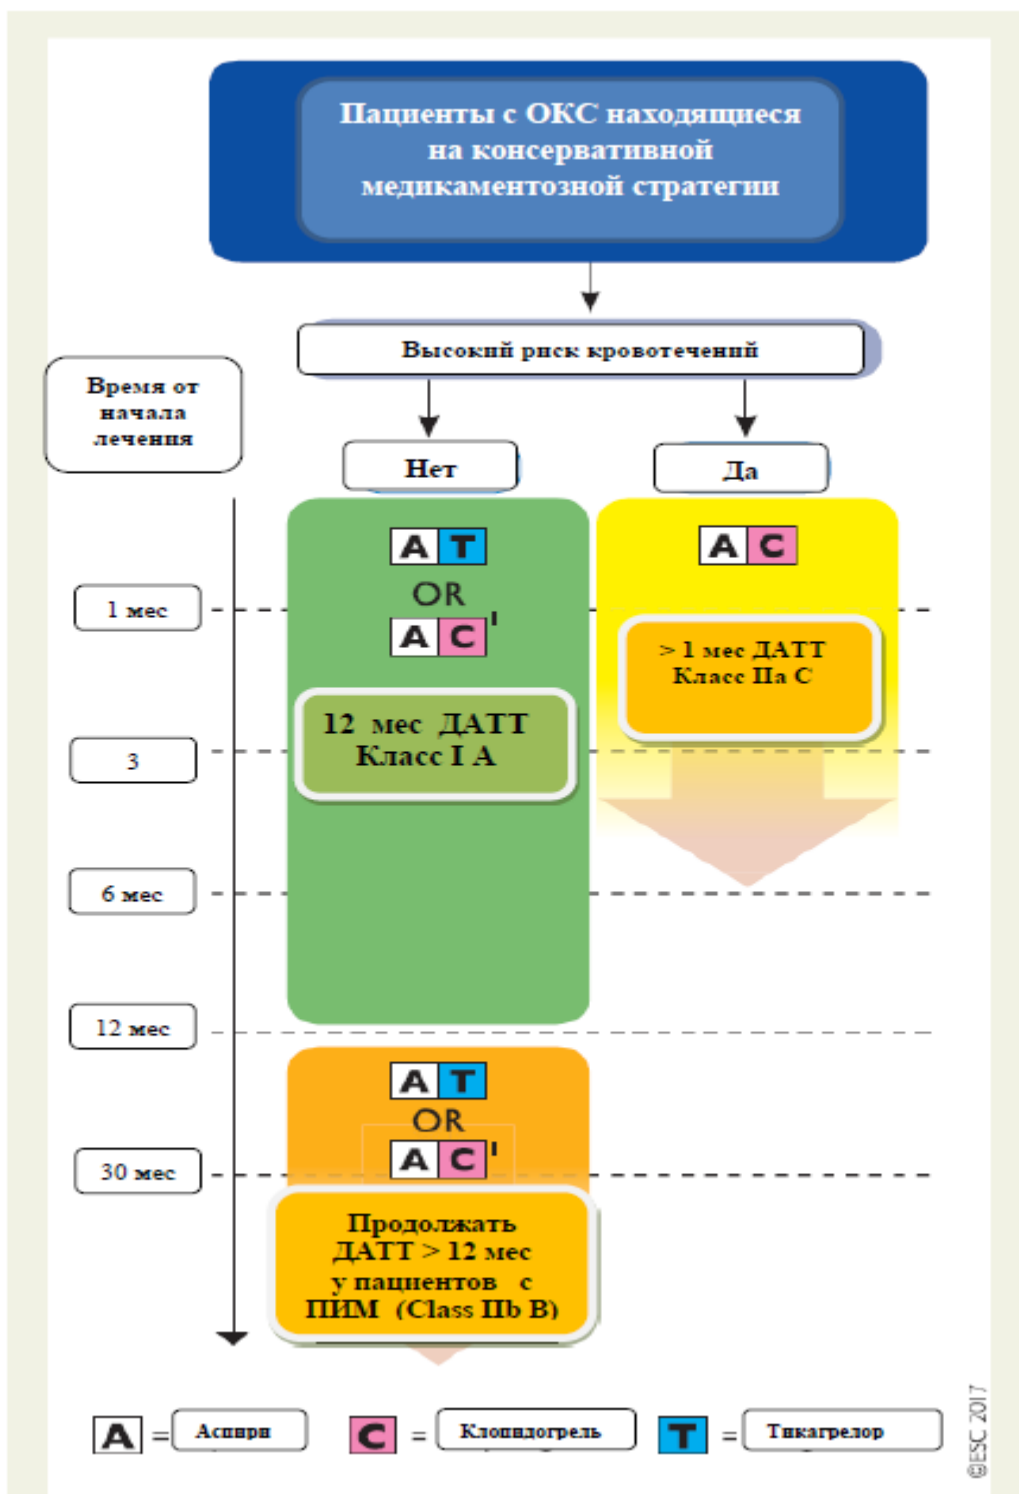 Пациенты с ОКС находящиеся
на консервативной
медикаментозной стратегии
Высокий риск кровотечений
Время от
начала
лечения
Нет
Да
A T
OR
A C '
A C
1 мес
> 1 мес ДАТТ
Класс IIa C
12 мес ДАТТ
Класс I A
3
6 мес
12 мес
A T
OR
A C '
30 мес
Продолжать
ДАТТ > 12 мес
у пациентов с
ПИМ (Class IIb B)
A = Аспири
C = Клопидогрель
T = Тикагрелор
©ESC 2017